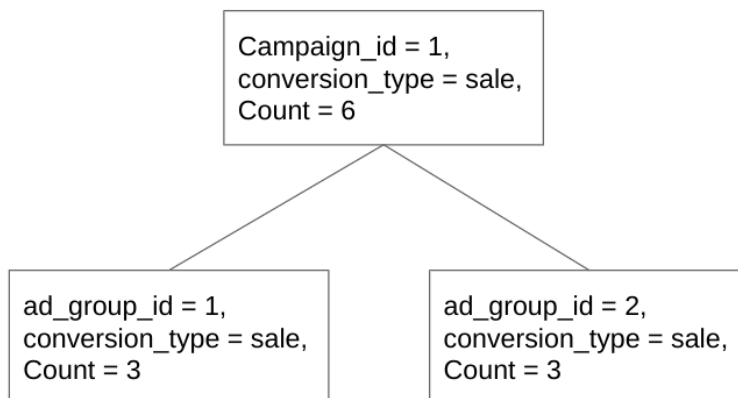 Campaign_id = 1,
conversion_type = sale,
Count = 6
ad_group_id = 1,
conversion_type = sale,
Count = 3
ad_group_id = 2,
conversion_type = sale,
Count = 3